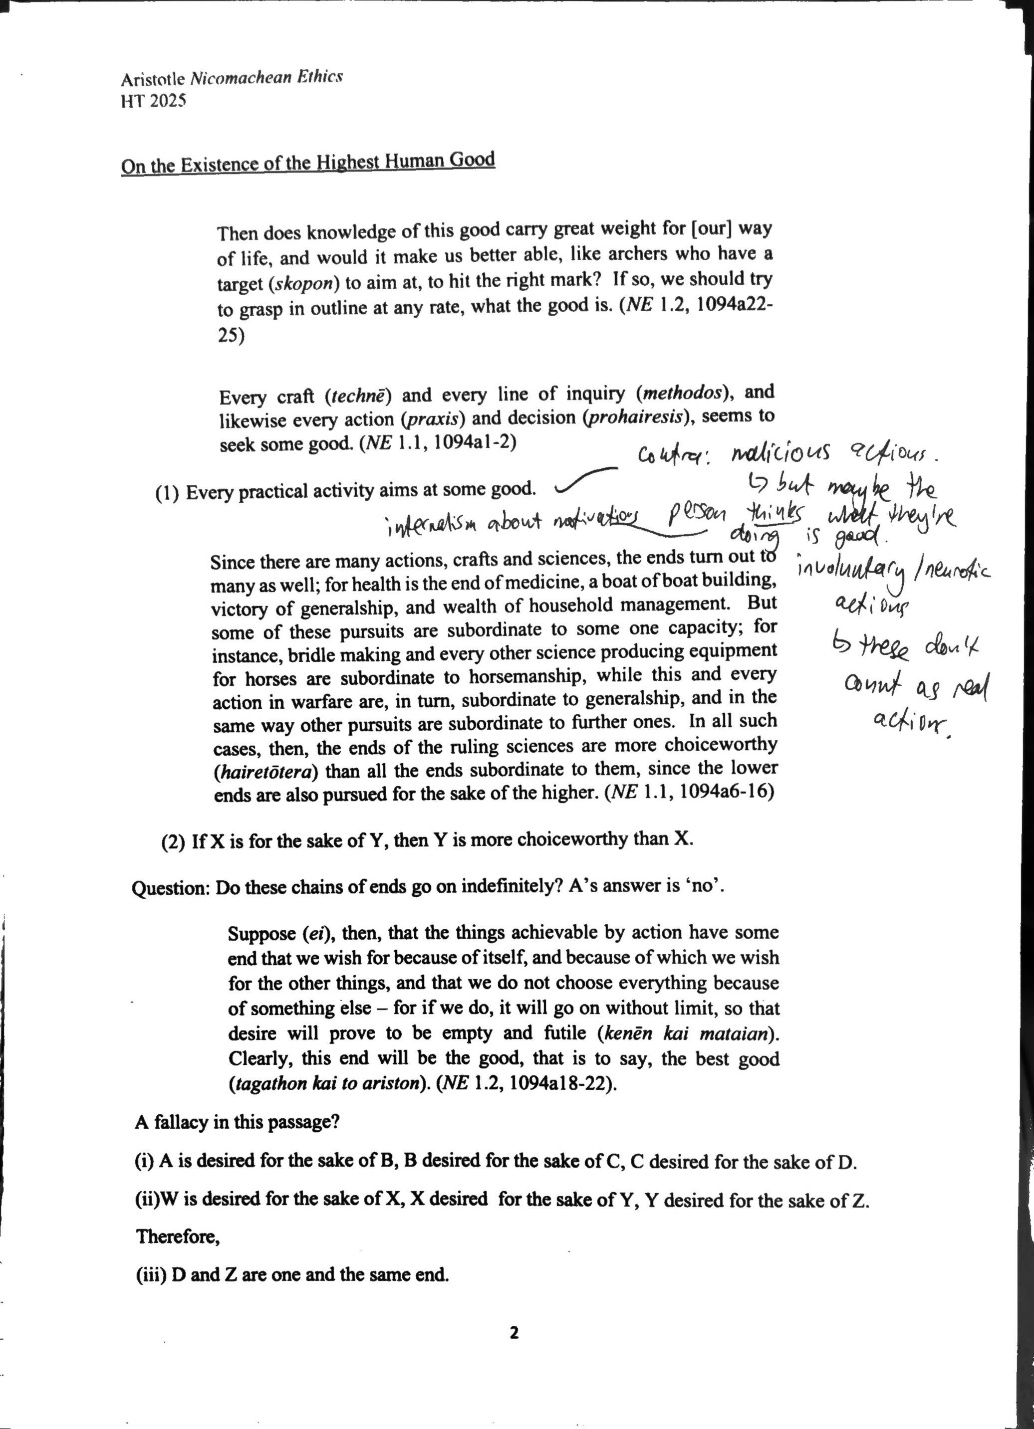 Aristotle Nicomachean Ethics
HT 2025
On the Existence of the Highest Human Good
Then does knowledge of this good carry great weight for [our] way
of life, and would it make us better able, like archers who have a
target (skopon) to aim at, to hit the right mark? If so, we should try
to grasp in outline at any rate, what the good is. (NE 1.2, 1094a22-
25)
Every craft (technē) and every line of inquiry (methodos), and
likewise every action (praxis) and decision (prohairesis), seems to
seek some good. (NE 1.1, 1094a1-2)
Contra: malicious actions.
↳ but maybe the
person thinks what they're
doing is good.
(1) Every practical activity aims at some good.
internalism about motivations
involuntary / neurotic
actions
↳ these don't
count as real
action.
Since there are many actions, crafts and sciences, the ends turn out to
many as well; for health is the end of medicine, a boat of boat building,
victory of generalship, and wealth of household management. But
some of these pursuits are subordinate to some one capacity; for
instance, bridle making and every other science producing equipment
for horses are subordinate to horsemanship, while this and every
action in warfare are, in turn, subordinate to generalship, and in the
same way other pursuits are subordinate to further ones. In all such
cases, then, the ends of the ruling sciences are more choiceworthy
(hairetōtera) than all the ends subordinate to them, since the lower
ends are also pursued for the sake of the higher. (NE 1.1, 1094a6-16)
(2) If X is for the sake of Y, then Y is more choiceworthy than X.
Question: Do these chains of ends go on indefinitely? A's answer is 'no'.
Suppose (ei), then, that the things achievable by action have some
end that we wish for because of itself, and because of which we wish
for the other things, and that we do not choose everything because
of something else – for if we do, it will go on without limit, so that
desire will prove to be empty and futile (kenēn kai mataian).
Clearly, this end will be the good, that is to say, the best good
(tagathon kai to ariston). (NE 1.2, 1094a18-22).
A fallacy in this passage?
(i) A is desired for the sake of B, B desired for the sake of C, C desired for the sake of D.
(ii)W is desired for the sake of X, X desired for the sake of Y, Y desired for the sake of Z.
Therefore,
(iii) D and Z are one and the same end.
2